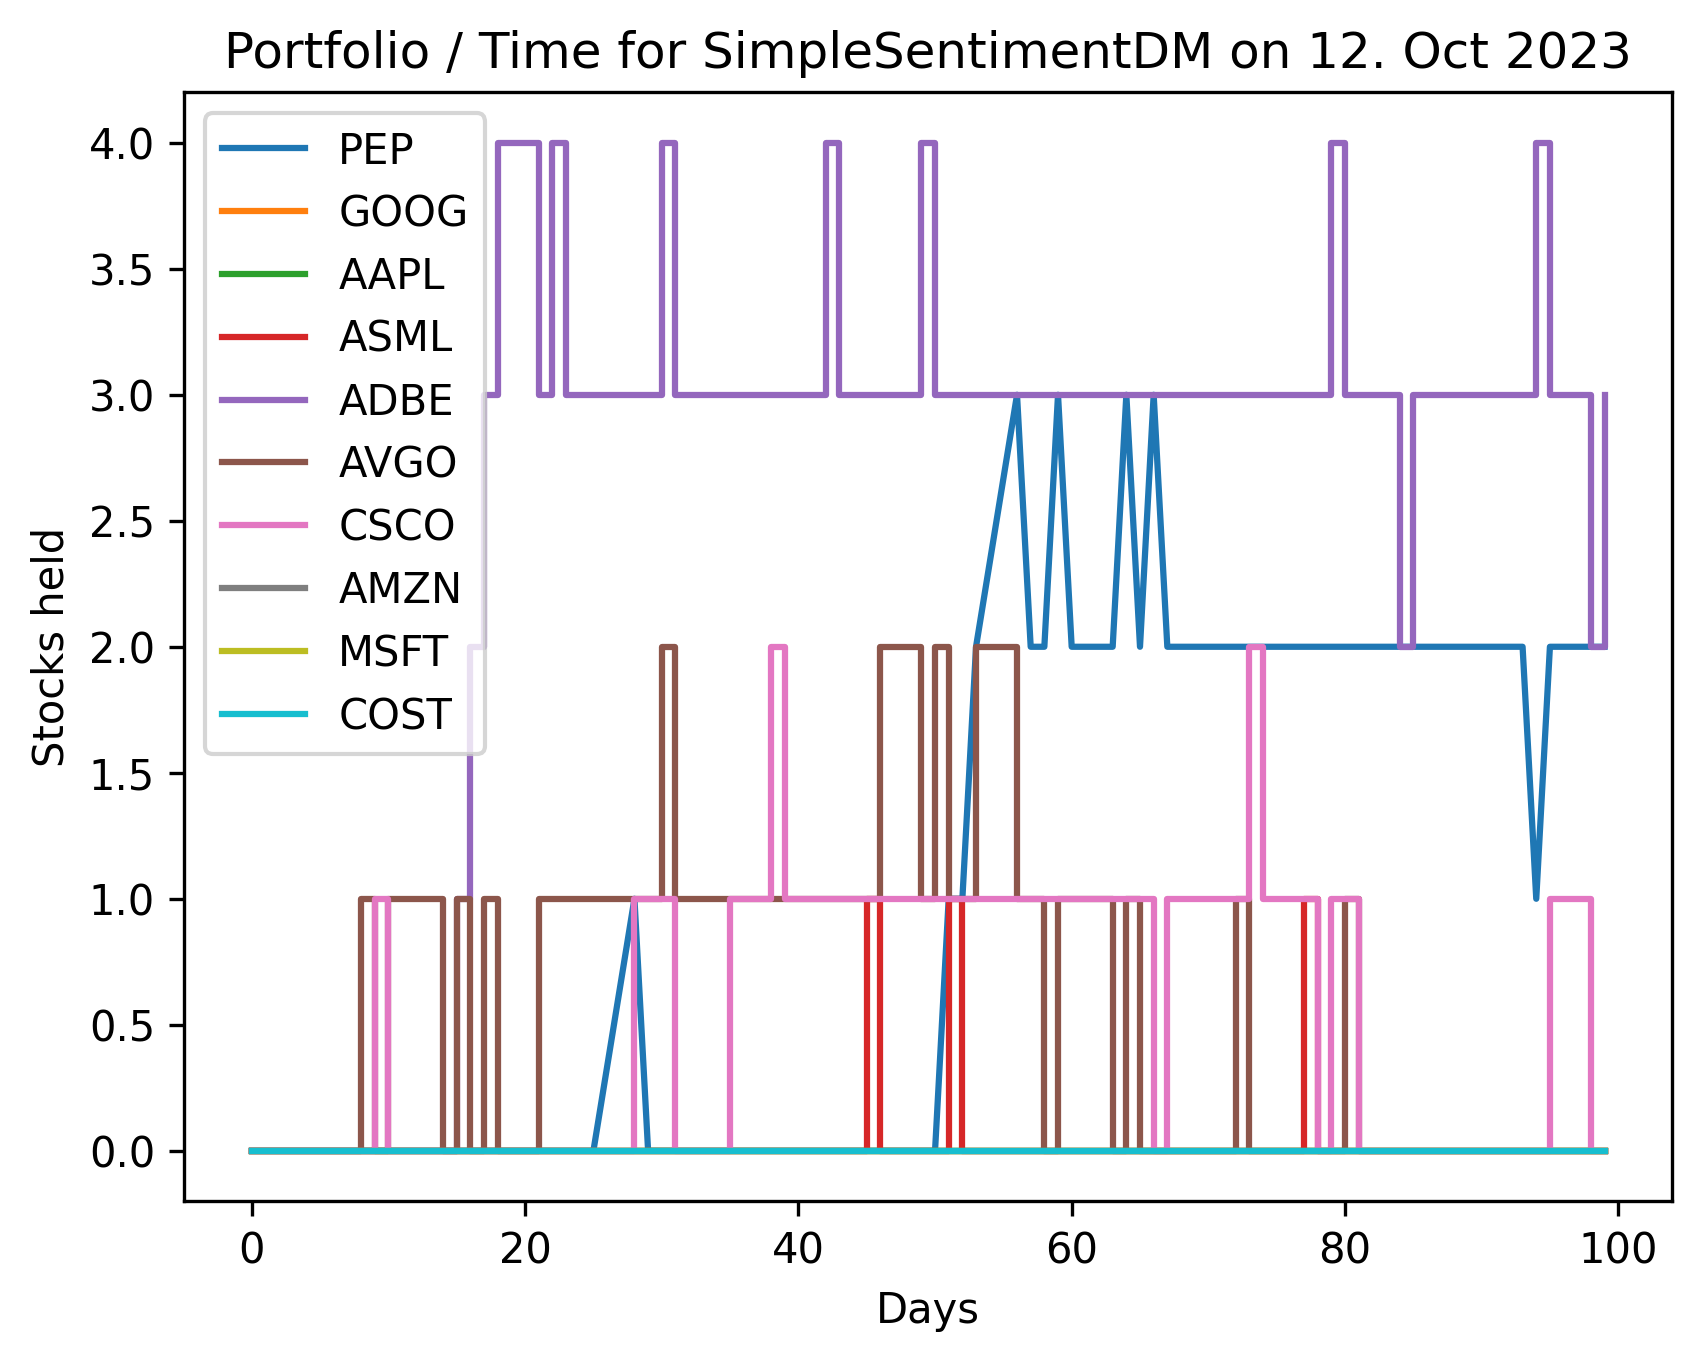 Portfolio / Time for SimpleSentimentDM on 12. Oct 2023
4.0
3.5
3.0
2.5
2.0
1.5
1.0
0.5
0.0
Stocks held
PEP
GOOG
AAPL
ASML
ADBE
AVGO
CSCO
AMZN
MSFT
COST
0 20 40 60 80 100
Days